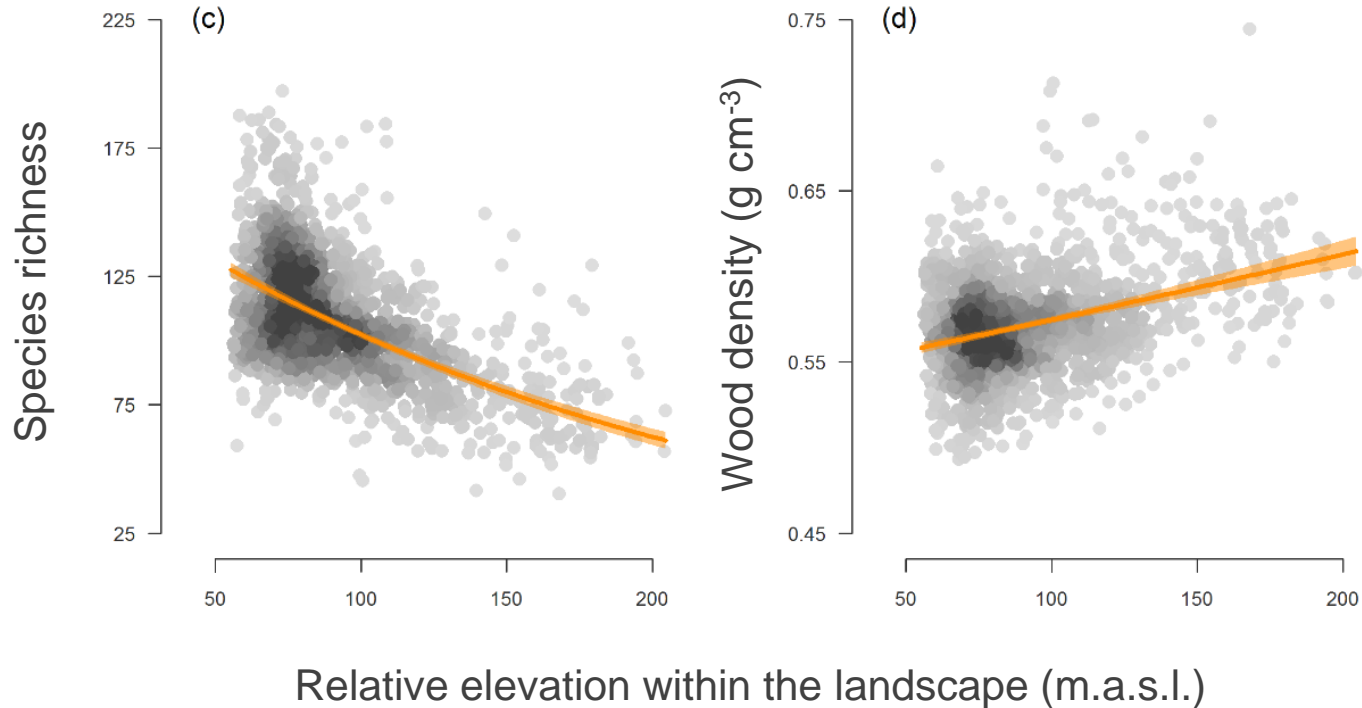 (c)
Species richness
225
175
125
75
25
50 100 150 200
(d)
Wood density (g cm-3)
0.75
0.65
0.55
0.45
50 100 150 200
Relative elevation within the landscape (m.a.s.l.)